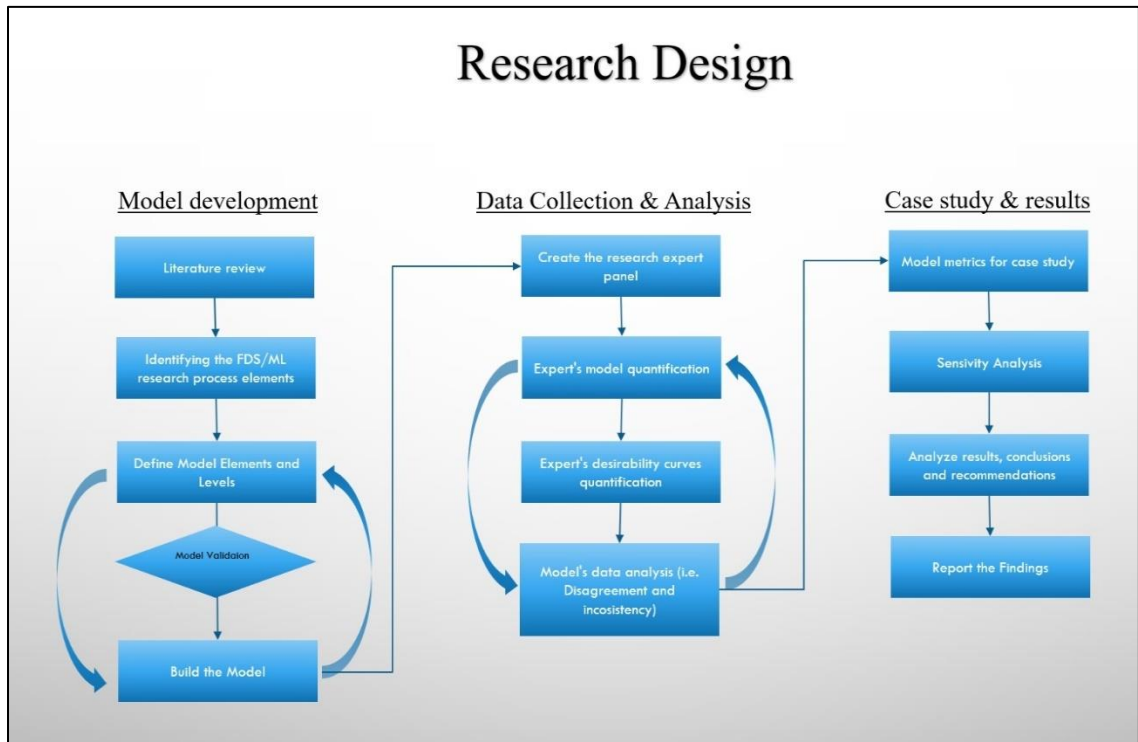 Research Design
Model development
Literature review
Identifying the FDS/ML
research process elements
Define Model Elements and
Levels
Model Validaion
Build the Model
Data Collection & Analysis
Create the research expert
panel
Expert's model quantification
Expert's desirability curves
quantification
Model's data analysis (i.e.
Disagreement and
incosistency)
Case study & results
Model metrics for case study
Sensivity Analysis
Analyze results, conclusions
and recommendations
Report the Findings